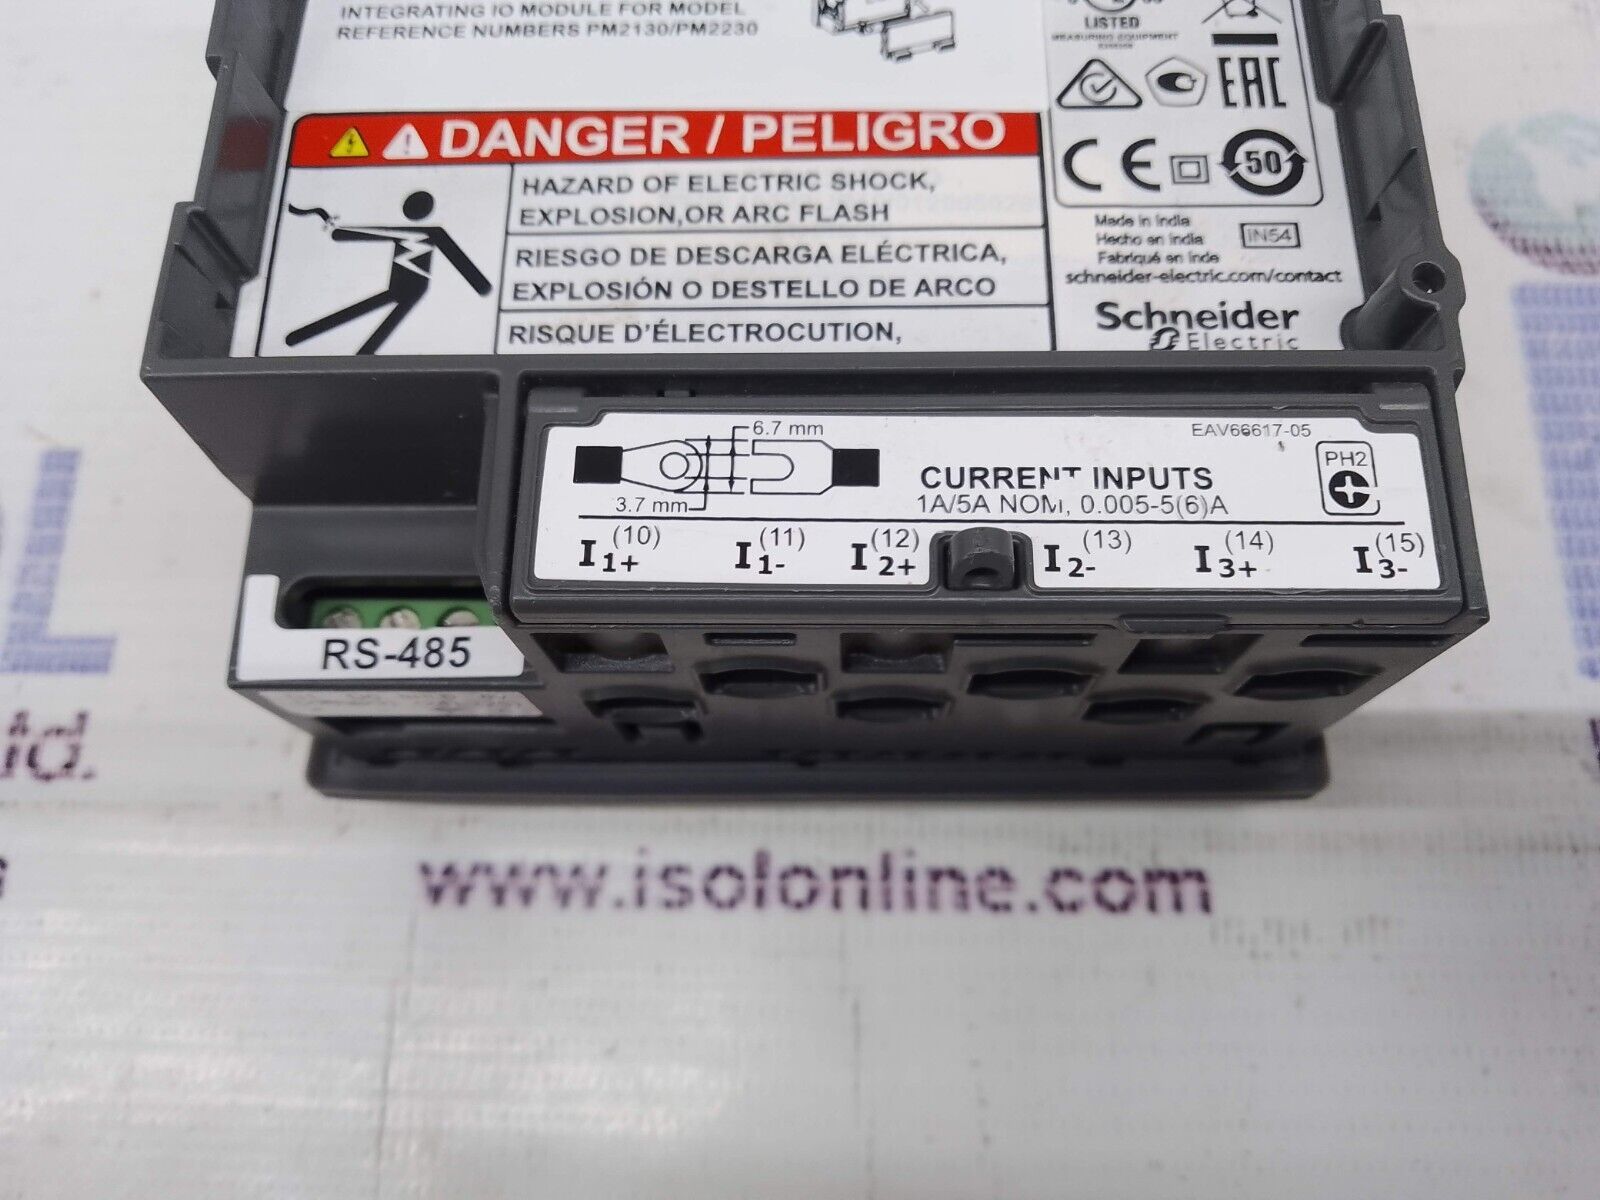 INTEGRATING IO MODULE FOR MODEL
REFERENCE NUMBERS PM2130/PM2230
LISTED
MEASURING EQUIPMENT
EAC
DANGER / PELIGRO
HAZARD OF ELECTRIC SHOCK,
EXPLOSION,OR ARC FLASH
RIESGO DE DESCARGA ELÉCTRICA,
EXPLOSIÓN O DESTELLO DE ARCO
RISQUE D'ÉLECTROCUTION,
CE
50
Made in India
Hecho en India
Fabriqué en Inde
IN54
schneider-electric.com/contact
Schneider
Electric
6.7 mm
3.7 mm
EAV66617-05
CURRENT INPUTS
1A/5A NOM, 0.005-5(6)A
PH2
I1+ (10) I1- (11) I2+ (12) I2- (13) I3+ (14) I3- (15)
RS-485
www.isolonline.com